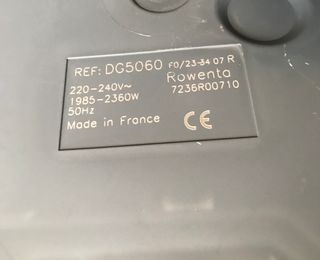 REF: DG5060 F0/23-34 07 R
Rowenta
220-240V~
1985-2360W 7236R00710
50Hz
Made in France CE